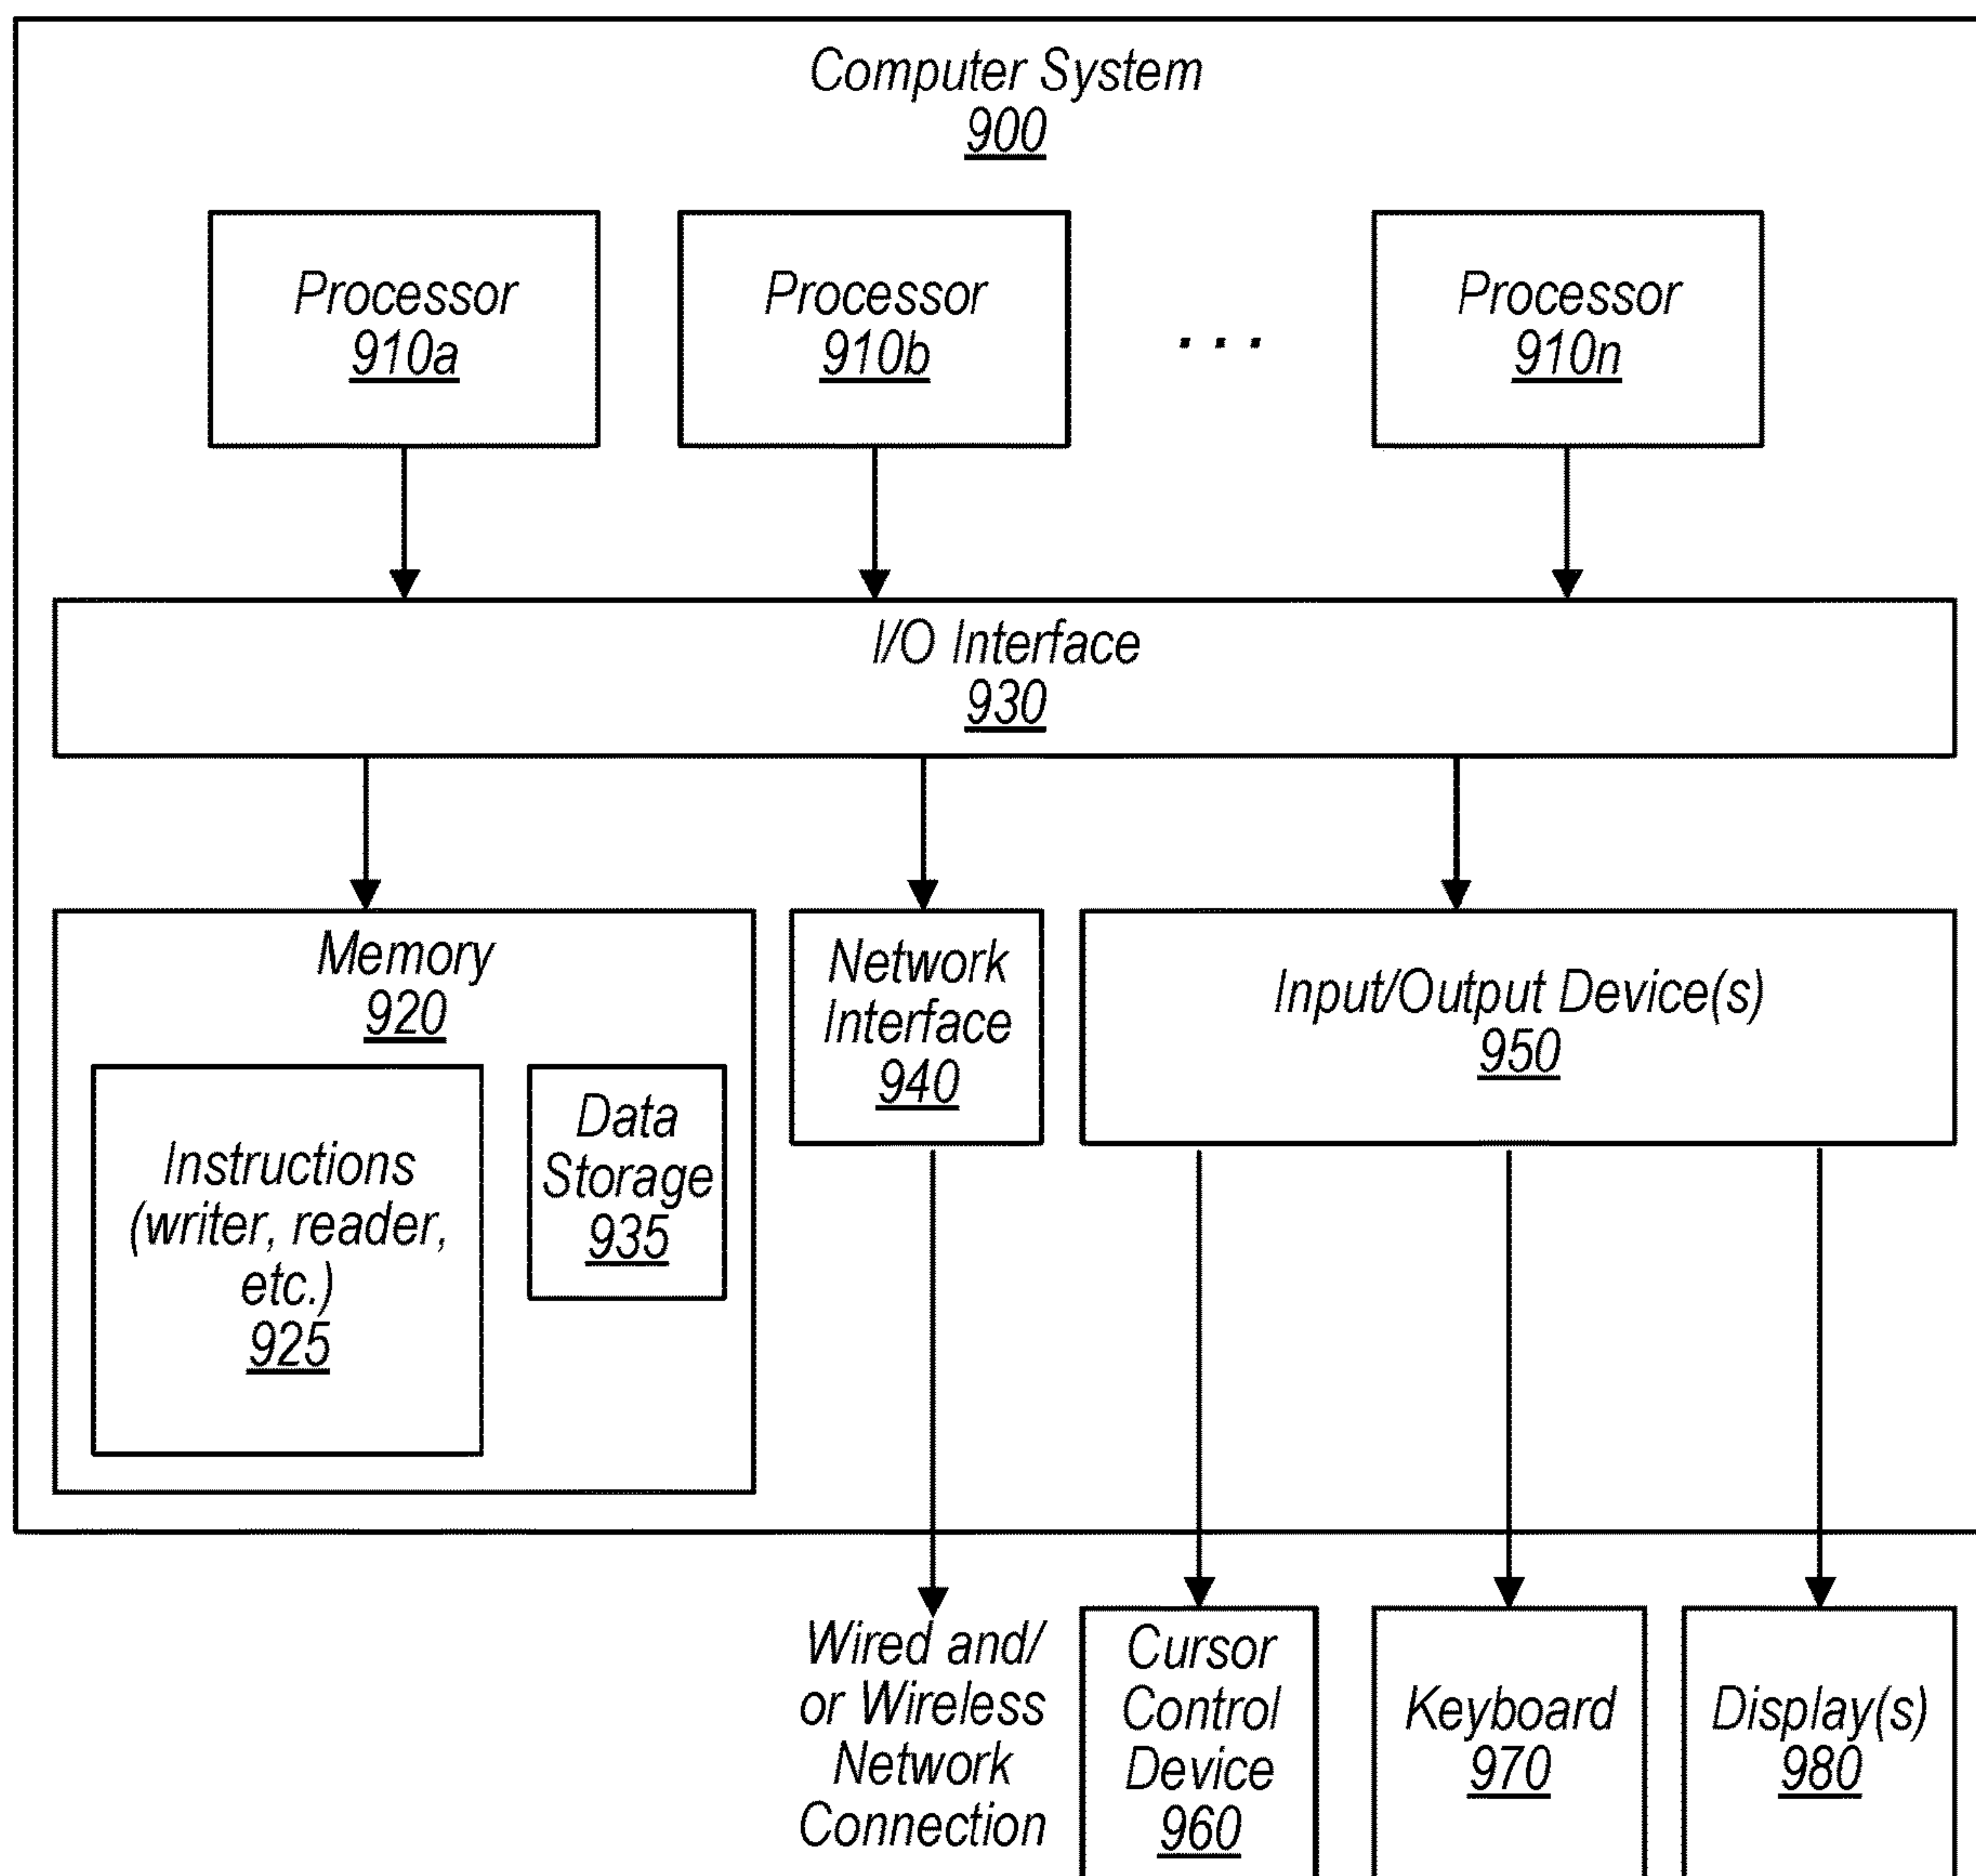 Computer System
900
Processor
910a
Processor
910b
. . .
Processor
910n
I/O Interface
930
Memory
920
Instructions
(writer, reader,
etc.)
925
Data
Storage
935
Network
Interface
940
Input/Output Device(s)
950
Wired and/
or Wireless
Network
Connection
Cursor
Control
Device
960
Keyboard
970
Display(s)
980